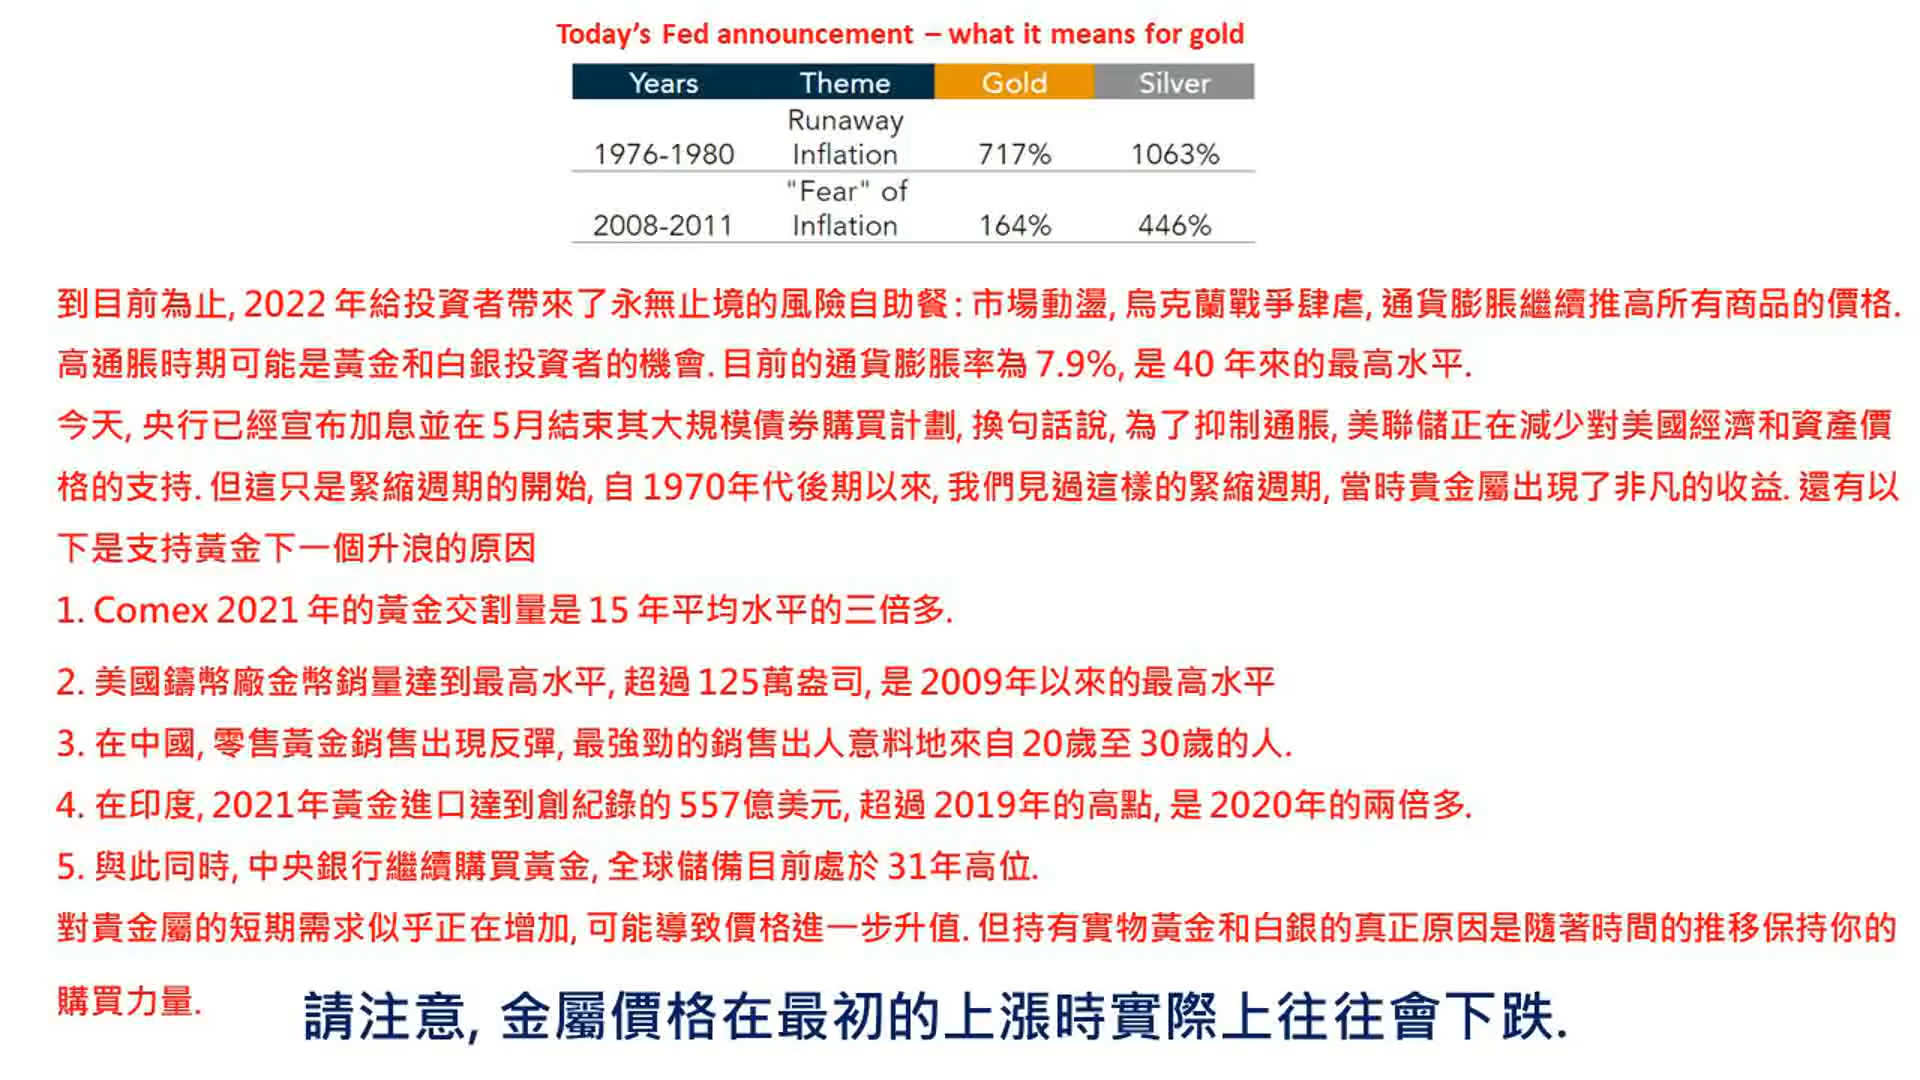 Today's Fed announcement – what it means for gold
Years Theme Gold Silver
Runaway
1976-1980 Inflation 717% 1063%
"Fear" of
2008-2011 Inflation 164% 446%
到目前為止, 2022 年給投資者帶來了永無止境的風險自助餐: 市場動盪, 烏克蘭戰爭肆虐, 通貨膨脹繼續推高所有商品的價格.
高通脹時期可能是黃金和白銀投資者的機會. 目前的通貨膨脹率為 7.9%, 是 40 年來的最高水平.
今天, 央行已經宣布加息並在 5月結束其大規模債券購買計劃, 換句話說, 為了抑制通脹, 美聯儲正在減少對美國經濟和資產價
格的支持. 但這只是緊縮週期的開始, 自 1970年代後期以來, 我們見過這樣的緊縮週期, 當時貴金屬出現了非凡的收益. 還有以
下是支持黃金下一個升浪的原因
1. Comex 2021 年的黃金交割量是 15 年平均水平的三倍多.
2. 美國鑄幣廠金幣銷量達到最高水平, 超過 125萬盎司, 是 2009年以來的最高水平
3. 在中國, 零售黃金銷售出現反彈, 最強勁的銷售出人意料地來自 20歲至 30歲的人.
4. 在印度, 2021年黃金進口達到創紀錄的 557億美元, 超過 2019年的高點, 是 2020年的兩倍多.
5. 與此同時, 中央銀行繼續購買黃金, 全球儲備目前處於 31年高位.
對貴金屬的短期需求似乎正在增加, 可能導致價格進一步升值. 但持有實物黃金和白銀的真正原因是隨著時間的推移保持你的
購買力量.
請注意, 金屬價格在最初的上漲時實際上往往會下跌.